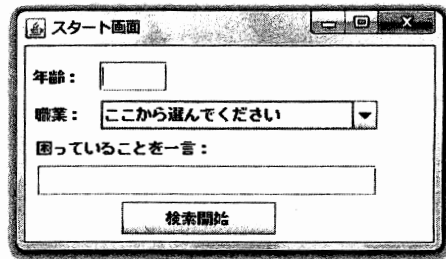 スタート画面
年齢：
職業： ここから選んでください
困っていることを一言：
検索開始